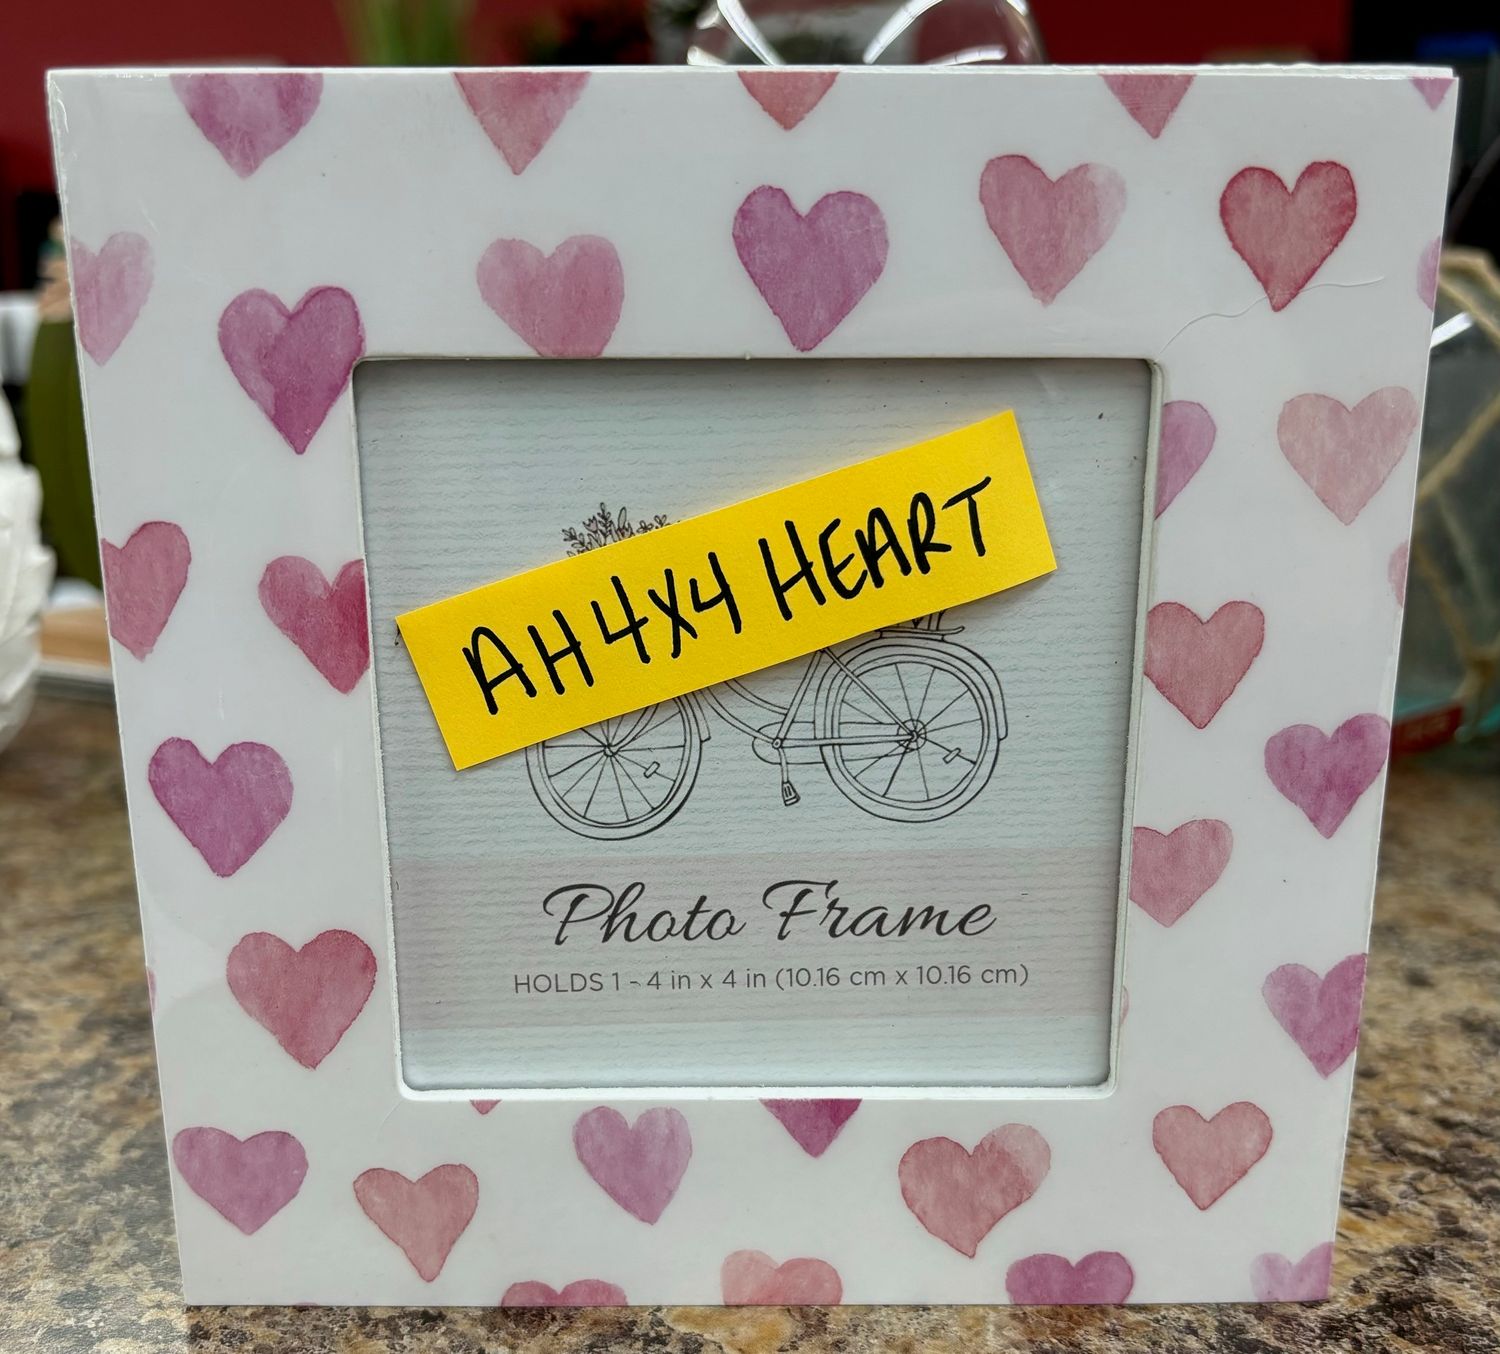 AH 4X4 HEART
Photo Frame
HOLDS 1 - 4 in x 4 in (10.16 cm x 10.16 cm)